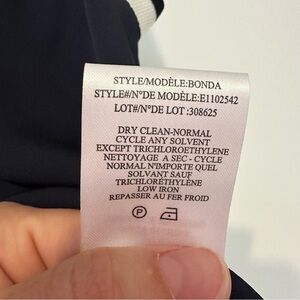 STYLE/MODÈLE:BONDA
STYLE#/N°DE MODÈLE:E1102542
LOT#/N°DE LOT :308625
DRY CLEAN-NORMAL
CYCLE ANY SOLVENT
EXCEPT TRICHLOROETHYLENE
NETTOYAGE A SEC - CYCLE
NORMAL N'IMPORTE QUEL
SOLVANT SAUF
TRICHLORÉTHYLÈNE
LOW IRON
REPASSER AU FER FROID
P